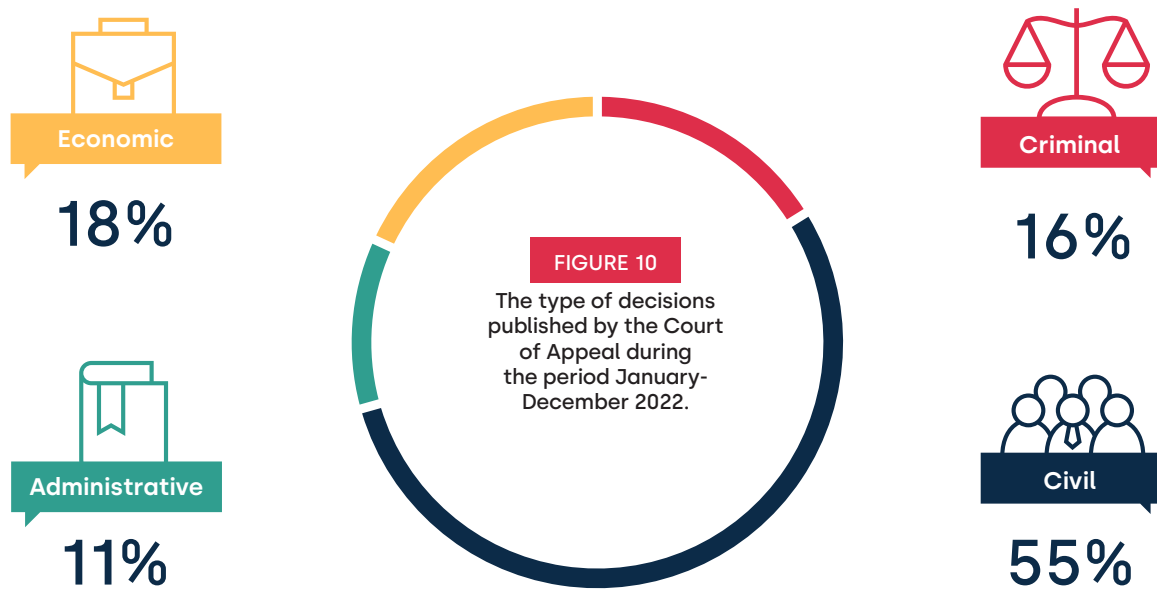 Economic
18%
Criminal
16%
FIGURE 10
The type of decisions
published by the Court
of Appeal during
the period January-
December 2022.
Administrative
11%
Civil
55%